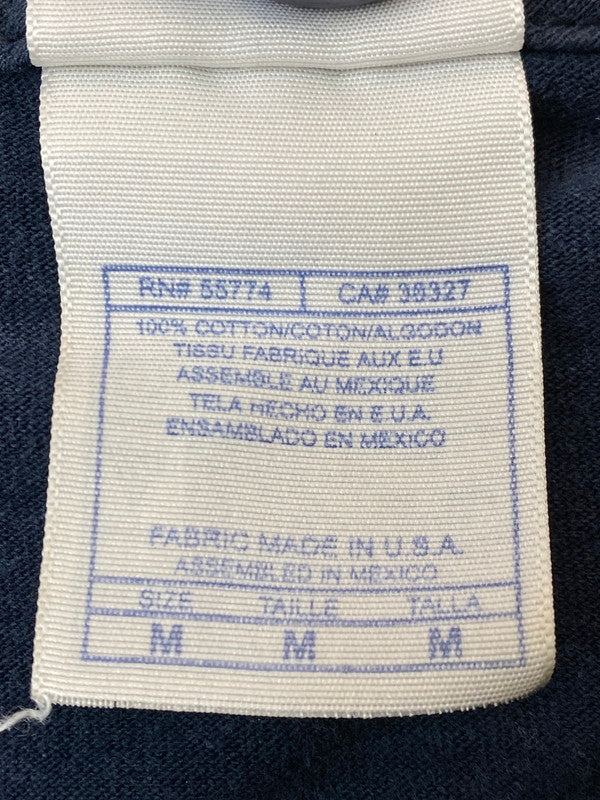 RN# 55774 CA# 36327
100% COTTON/COTON/ALGODON
TISSU FABRIQUE AUX E.U
ASSEMBLE AU MEXIQUE
TELA HECHO EN E.U.A.
ENSAMBLADO EN MEXICO
FABRIC MADE IN U.S.A.
ASSEMBLED IN MEXICO
SIZE TAILLE TALLA
M M M